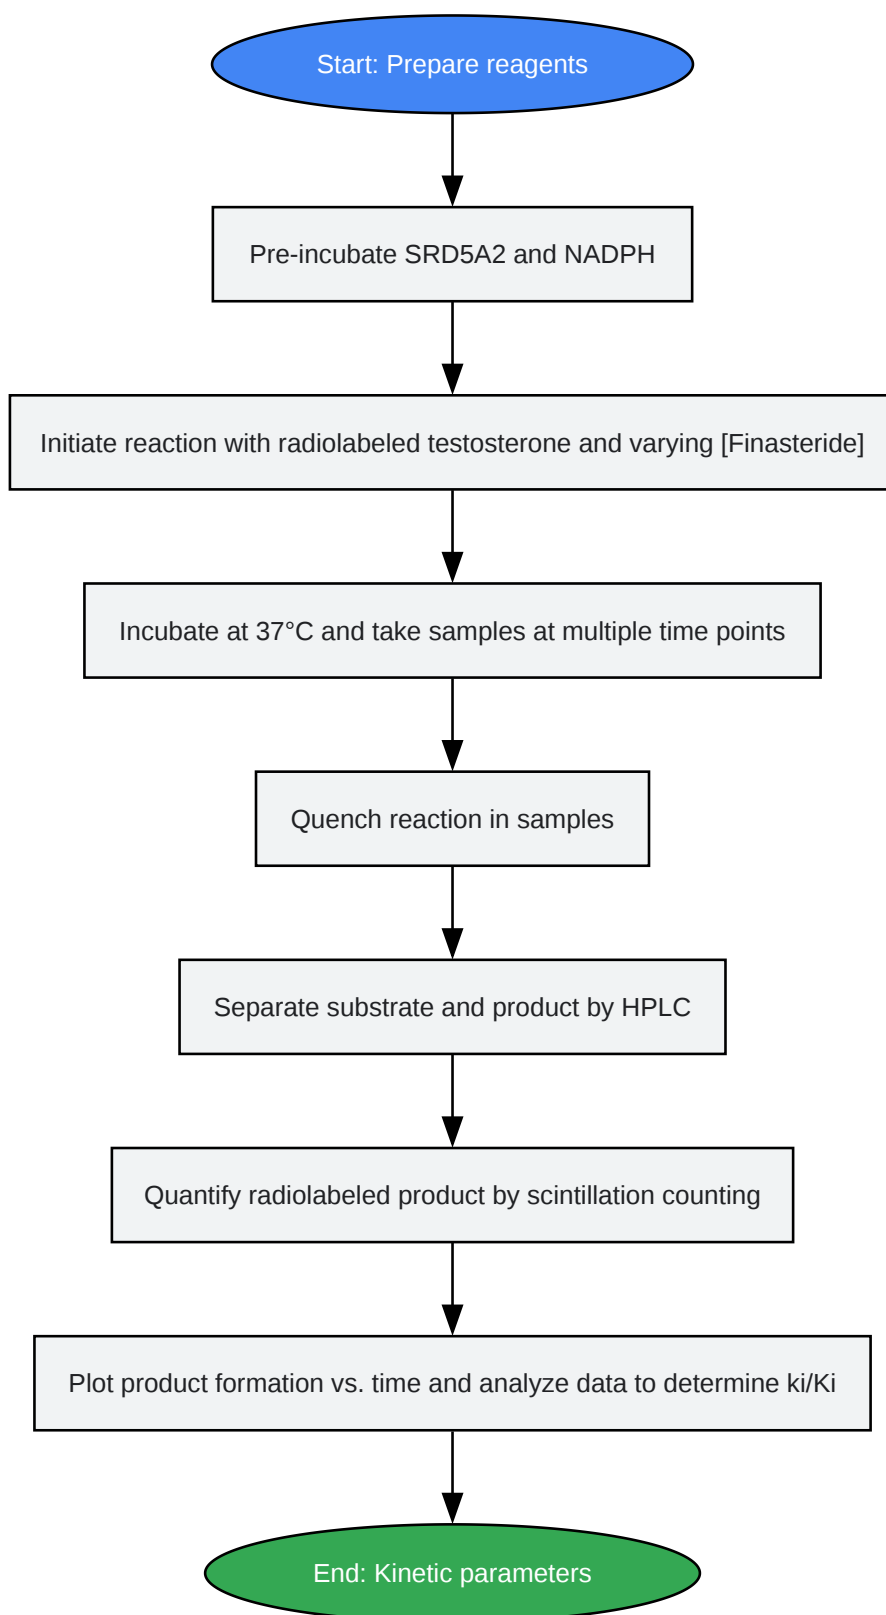 Start: Prepare reagents
Pre-incubate SRD5A2 and NADPH
Initiate reaction with radiolabeled testosterone and varying [Finasteride]
Incubate at 37°C and take samples at multiple time points
Quench reaction in samples
Separate substrate and product by HPLC
Quantify radiolabeled product by scintillation counting
Plot product formation vs. time and analyze data to determine ki/Ki
End: Kinetic parameters